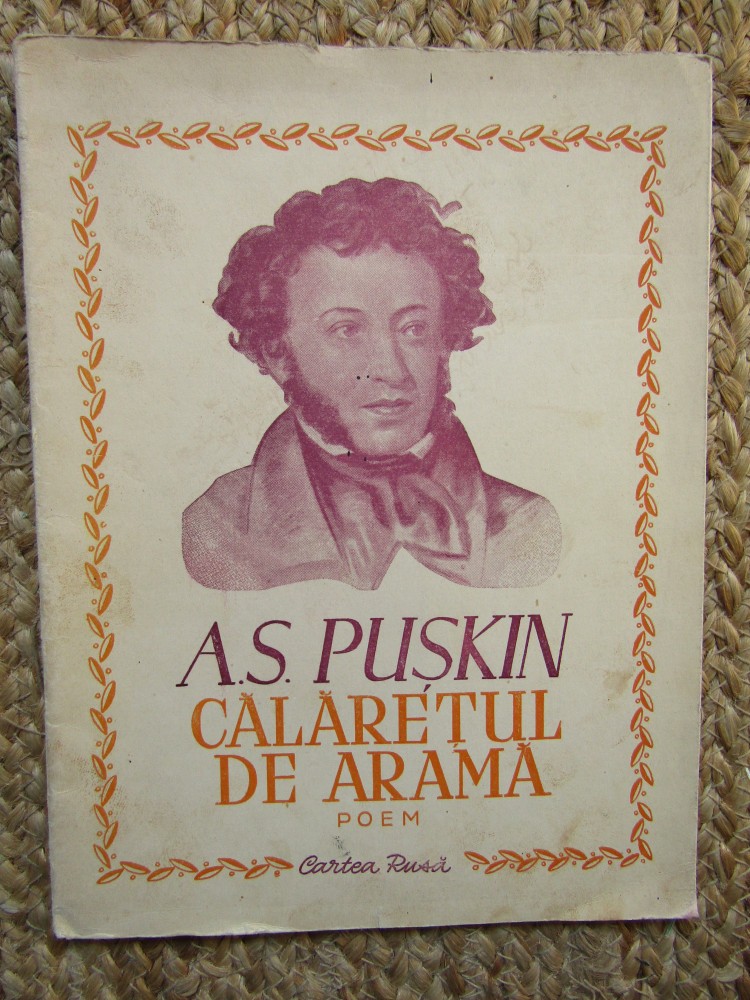 A.S. PUȘKIN
CĂLĂREȚUL
DE ARAMĂ
POEM
Cartea Rusă